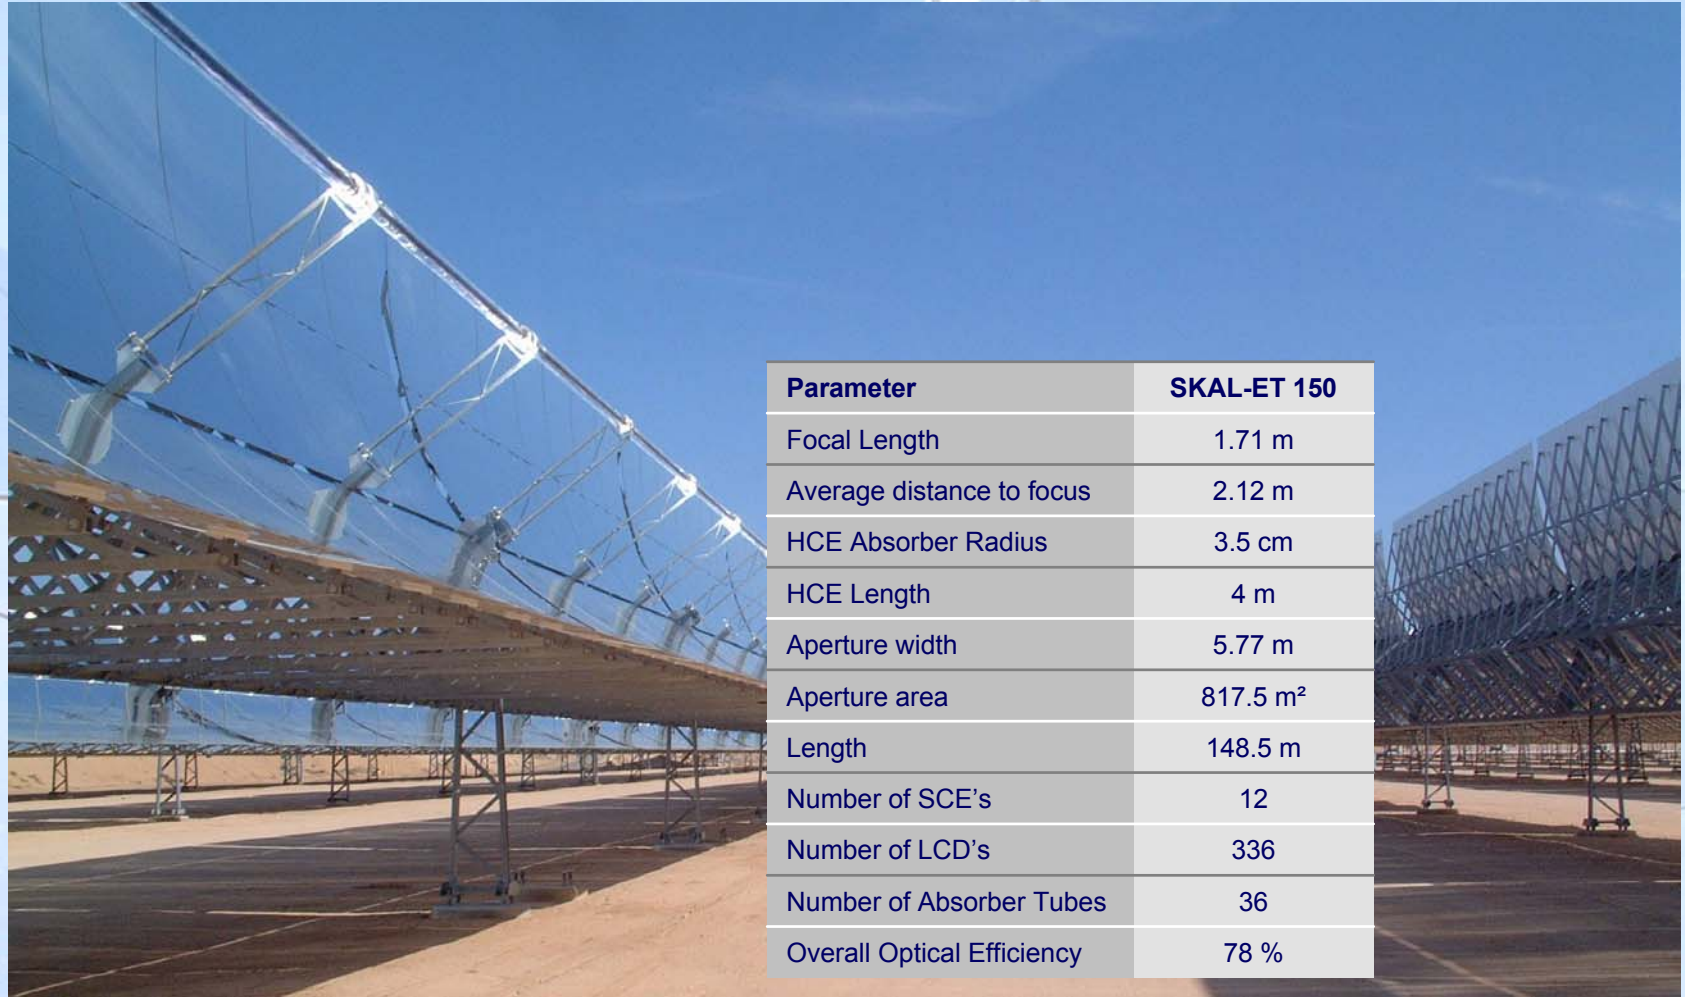 Parameter SKAL-ET 150
Focal Length 1.71 m
Average distance to focus 2.12 m
HCE Absorber Radius 3.5 cm
HCE Length 4 m
Aperture width 5.77 m
Aperture area 817.5 m²
Length 148.5 m
Number of SCE’s 12
Number of LCD’s 336
Number of Absorber Tubes 36
Overall Optical Efficiency 78 %